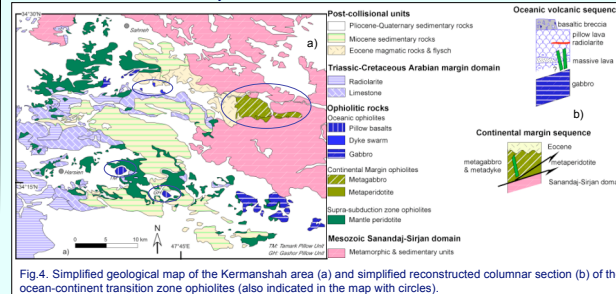 34°30'N
Sahneh
a)
Harsen
34°15'N
0 5 10 km
N
47°45'E
TM: Tamark Pillow Unit
GH: Gashor Pillow Unit
a)
Post-collisional units
Pliocene-Quaternary sedimentary rocks
Miocene sedimentary rocks
Eocene magmatic rocks & flysch
Triassic-Cretaceous Arabian margin domain
Radiolarite
Limestone
Ophiolitic rocks
Oceanic ophiolites
Pillow basalts
Dyke swarm
Gabbro
Continental Margin ophiolites
Metagabbro
Metaperidotite
Supra-subduction zone ophiolites
Mantle peridotite
Mesozoic Sanandaj-Sirjan domain
Metamorphic & sedimentary units
Oceanic volcanic sequenc
basaltic breccia
pillow lava
radiolarite
massive lava
?
gabbro
b)
Continental margin sequence
Eocene
metagabbro
& metadyke
metaperidotite
Sanandaj-Sirjan doma
Fig.4. Simplified geological map of the Kermanshah area (a) and simplified reconstructed columnar section (b) of th
ocean-continent transition zone ophiolites (also indicated in the map with circles).